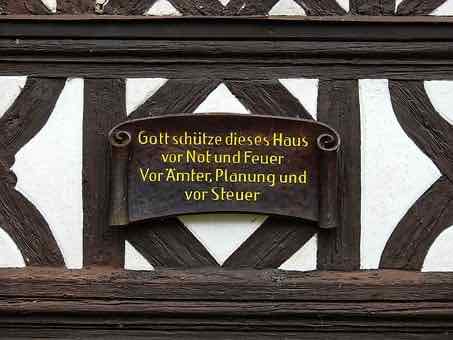 Gott schütze dieses Haus
vor Not und Feuer
Vor Ämter, Planung und
vor Steuer